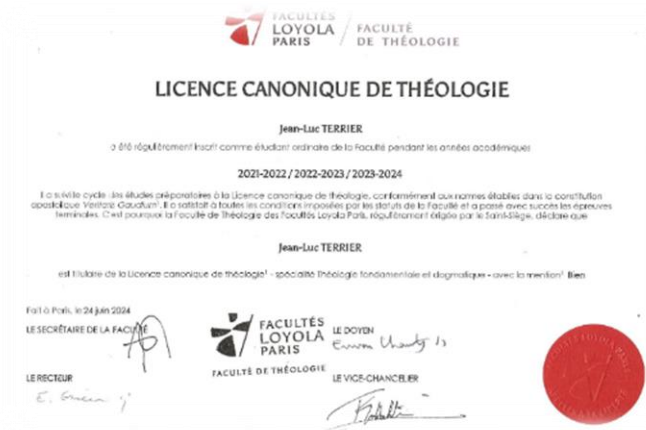 FACULTÉS
LOYOLA
PARIS
FACULTÉ
DE THÉOLOGIE
LICENCE CANONIQUE DE THÉOLOGIE
Jean-Luc TERRIER
a été régulièrement inscrit comme étudiant ordinaire de la Faculté pendant les années académiques
2021-2022 / 2022-2023 / 2023-2024
Il a suivi le cycle des études préparatoires à la Licence canonique de théologie, conformément aux normes établies dans la constitution
apostolique Veritatis Gaudium¹. Il a satisfait à toutes les conditions imposées par les statuts de la Faculté et a passé avec succès les épreuves
terminales. C'est pourquoi la Faculté de Théologie des Facultés Loyola Paris, régulièrement érigée par le Saint-Siège, déclare que
Jean-Luc TERRIER
est titulaire de la Licence canonique de théologie¹ - spécialité Théologie fondamentale et dogmatique - avec la mention¹ Bien
Fait à Paris, le 24 juin 2024
LE SECRÉTAIRE DE LA FACULTÉ
FACULTÉS
LOYOLA
PARIS
FACULTÉ DE THÉOLOGIE
LE DOYEN
LE RECTEUR
LE VICE-CHANCELIER